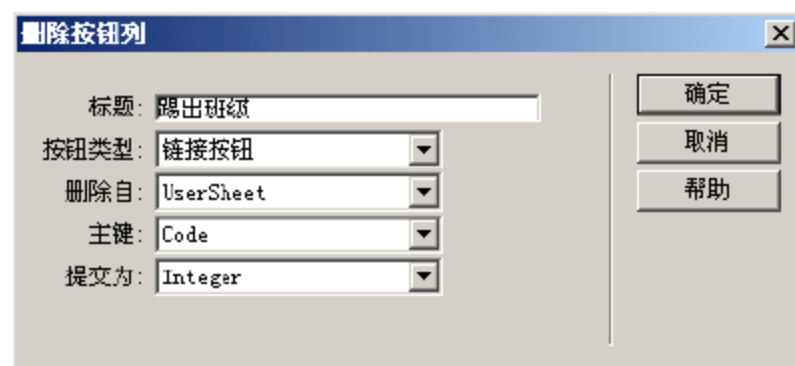 删除按钮列
标题: 踢出班级
按钮类型: 链接按钮
删除自: UserSheet
主键: Code
提交为: Integer
确定
取消
帮助